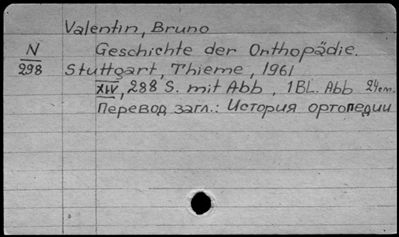 Valentin, Bruno
N Geschichte der Orthopädie.
298 Stuttgart, Thieme, 1961
XIV, 288 S. mit Abb, 1 BL. Abb 24cm.
Перевод загл.: История ортопедии